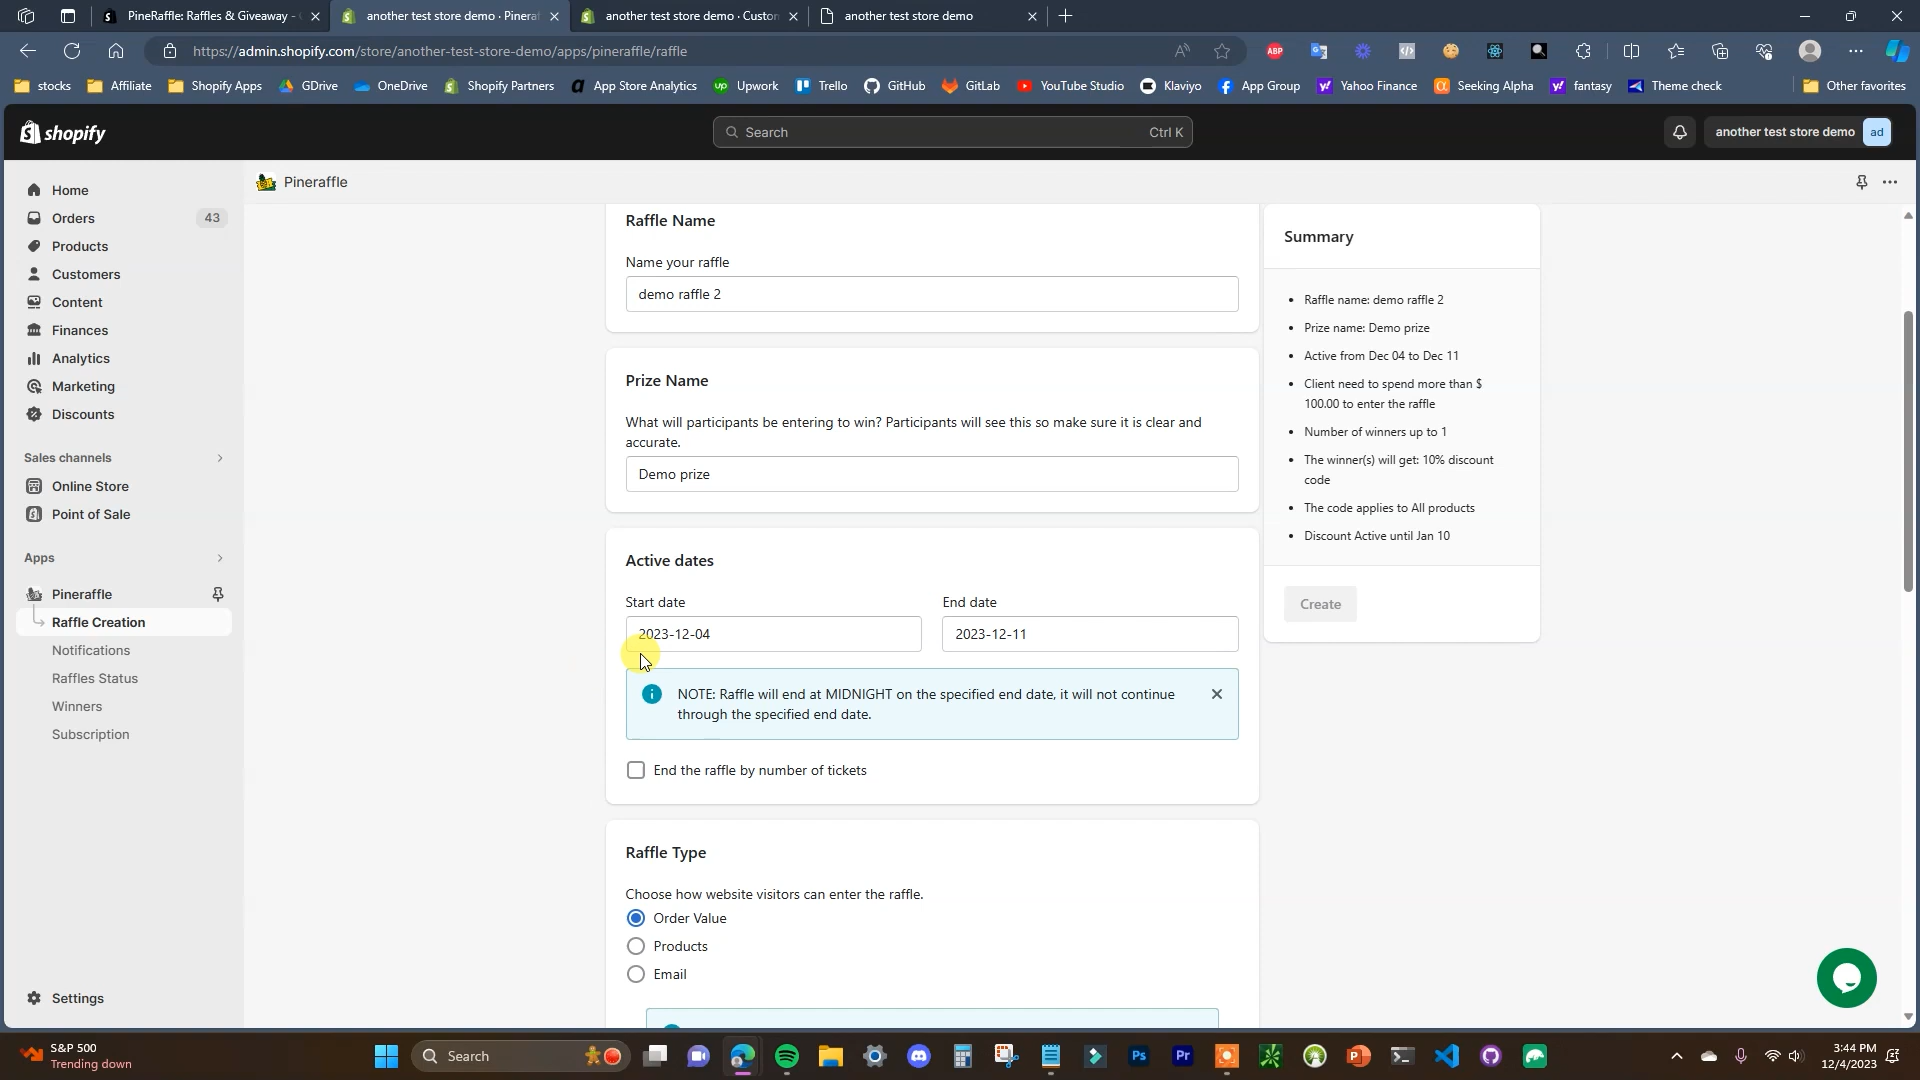 PineRaffle: Raffles & Giveaway -
another test store demo · Pineraf
another test store demo · Custon
another test store demo
https://admin.shopify.com/store/another-test-store-demo/apps/pineraffle/raffle
stocks
Affiliate
Shopify Apps
GDrive
OneDrive
Shopify Partners
App Store Analytics
Upwork
Trello
GitHub
GitLab
YouTube Studio
Klaviyo
App Group
Yahoo Finance
Seeking Alpha
fantasy
Theme check
Other favorites
shopify
Search
Ctrl K
another test store demo
ad
Home
Orders
43
Products
Customers
Content
Finances
Analytics
Marketing
Discounts
Sales channels
Online Store
Point of Sale
Apps
Pineraffle
Raffle Creation
Notifications
Raffles Status
Winners
Subscription
Settings
Pineraffle
Raffle Name
Name your raffle
demo raffle 2
Prize Name
What will participants be entering to win? Participants will see this so make sure it is clear and
accurate.
Demo prize
Active dates
Start date
End date
2023-12-04
2023-12-11
NOTE: Raffle will end at MIDNIGHT on the specified end date, it will not continue
through the specified end date.
End the raffle by number of tickets
Raffle Type
Choose how website visitors can enter the raffle.
Order Value
Products
Email
Summary
Raffle name: demo raffle 2
Prize name: Demo prize
Active from Dec 04 to Dec 11
Client need to spend more than $
100.00 to enter the raffle
Number of winners up to 1
The winner(s) will get: 10% discount
code
The code applies to All products
Discount Active until Jan 10
Create
S&P 500
Trending down
Search
Ps
Pr
3:44 PM
12/4/2023